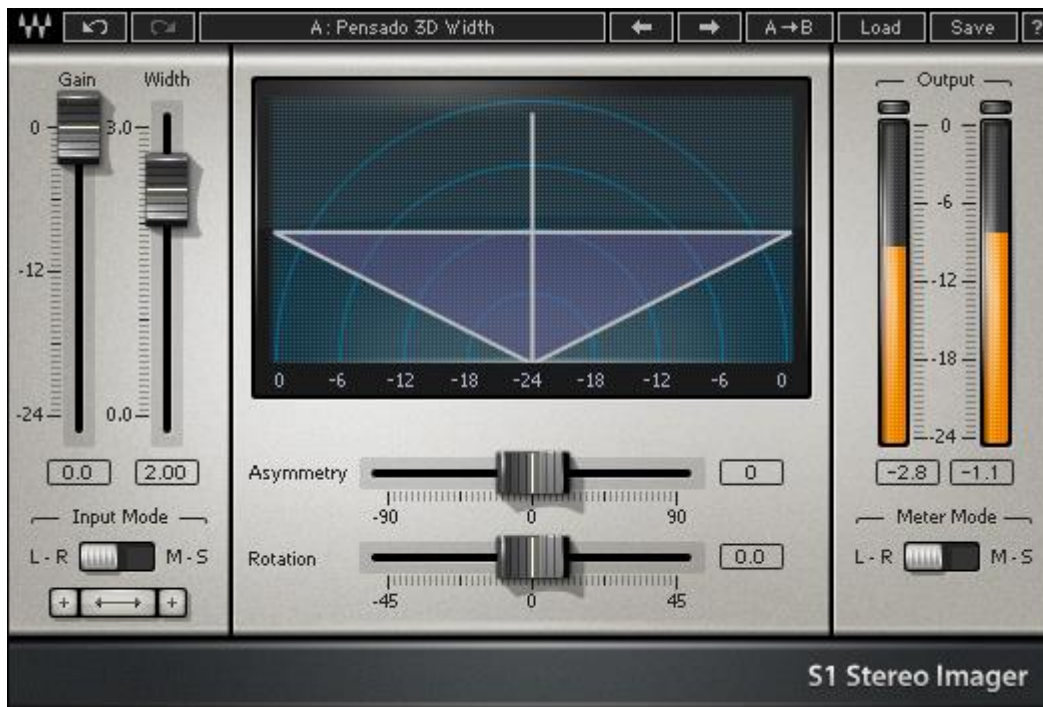 A: Pensado 3D Width A→B Load Save ?
Gain Width
0 3.0
-12
-24 0.0
0.0 2.00
Input Mode
L - R M - S
+ ↔ +
0 -6 -12 -18 -24 -18 -12 -6 0
Asymmetry 0
-90 0 90
Rotation 0.0
-45 0 45
Output
0
-6
-12
-18
-24
-2.8 -1.1
Meter Mode
L - R M - S
S1 Stereo Imager